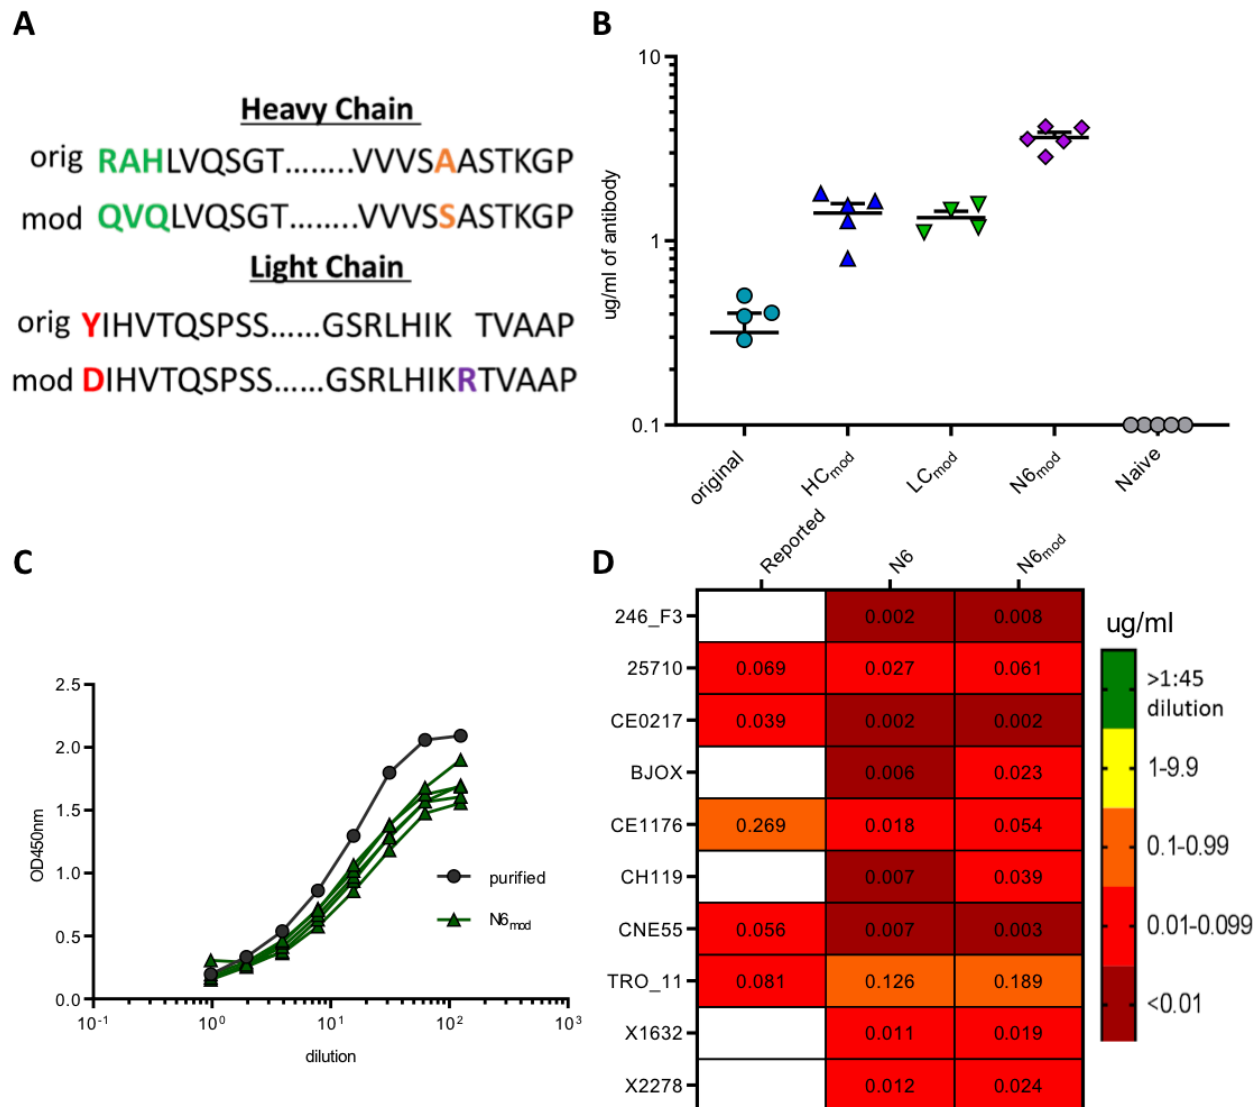 A
Heavy Chain
orig RAHLVQSGT........VVVSAASTKGP
mod QVQLVQSGT........VVVSSASTKGP
Light Chain
orig YIHVTQSPSS......GSRLHIK TVAAP
mod DIHVTQSPSS......GSRLHIKRTVAAP
B
ug/ml of antibody
10
1
0.1
original
HCmod
LCmod
N6mod
Naive
C
OD450nm
2.5
2.0
1.5
1.0
0.5
0.0
10-1
100
101
102
103
dilution
purified
N6mod
D
Reported N6 N6mod
246_F3 0.002 0.008
25710 0.069 0.027 0.061
CE0217 0.039 0.002 0.002
BJOX 0.006 0.023
CE1176 0.269 0.018 0.054
CH119 0.007 0.039
CNE55 0.056 0.007 0.003
TRO_11 0.081 0.126 0.189
X1632 0.011 0.019
X2278 0.012 0.024
ug/ml
>1:45
dilution
1-9.9
0.1-0.99
0.01-0.099
<0.01